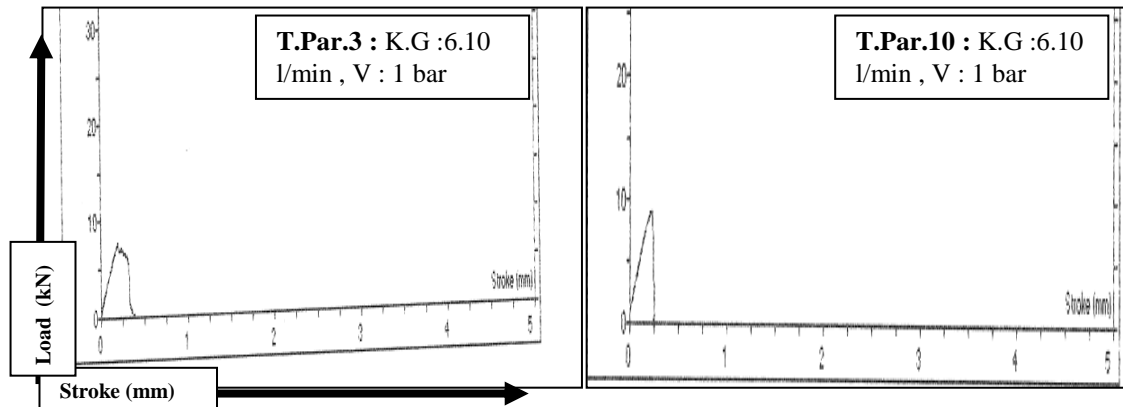 T.Par.3 : K.G :6.10
l/min , V : 1 bar
30
20
10
0
Stroke (mm)
0 1 2 3 4 5
T.Par.10 : K.G :6.10
l/min , V : 1 bar
20
10
0
Stroke (mm)
0 1 2 3 4 5
Load (kN)
Stroke (mm)